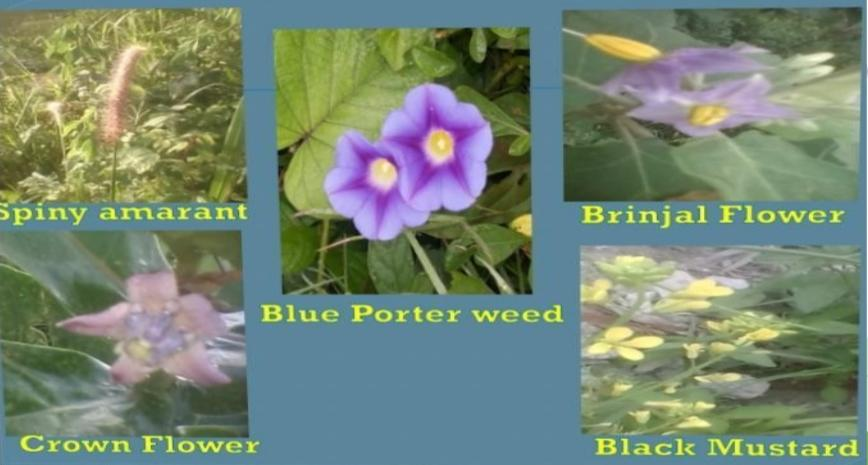 Spiny amarant
Blue Porter weed
Brinjal Flower
Crown Flower
Black Mustard